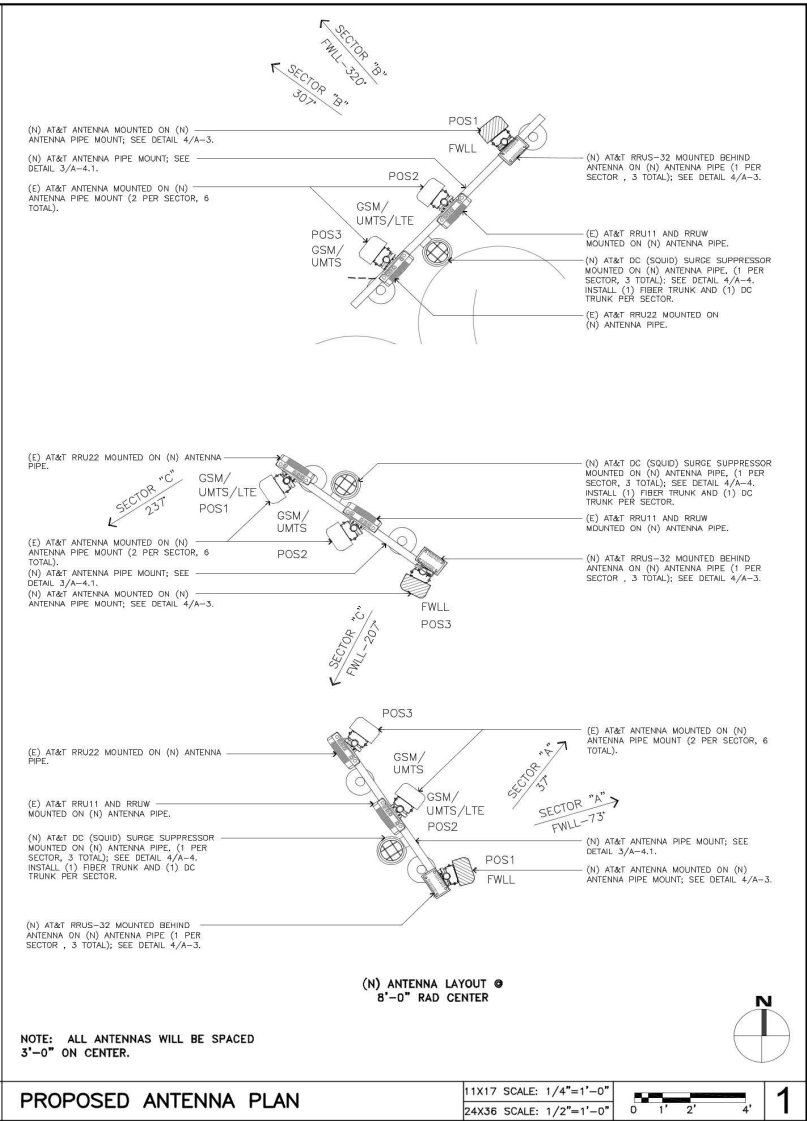 SECTOR "B"
FWLL-320°
SECTOR "B"
307°
(N) AT&T ANTENNA MOUNTED ON (N)
ANTENNA PIPE MOUNT; SEE DETAIL 4/A-3.
(N) AT&T ANTENNA PIPE MOUNT; SEE
DETAIL 3/A-4.1.
(E) AT&T ANTENNA MOUNTED ON (N)
ANTENNA PIPE MOUNT (2 PER SECTOR, 6
TOTAL).
POS1
FWLL
POS2
GSM/
UMTS/LTE
POS3
GSM/
UMTS
(N) AT&T RRUS-32 MOUNTED BEHIND
ANTENNA ON (N) ANTENNA PIPE (1 PER
SECTOR , 3 TOTAL); SEE DETAIL 4/A-3.
(E) AT&T RRU11 AND RRUW
MOUNTED ON (N) ANTENNA PIPE.
(N) AT&T DC (SQUID) SURGE SUPPRESSOR
MOUNTED ON (N) ANTENNA PIPE, (1 PER
SECTOR, 3 TOTAL); SEE DETAIL 4/A-4.
INSTALL (1) FIBER TRUNK AND (1) DC
TRUNK PER SECTOR.
(E) AT&T RRU22 MOUNTED ON
(N) ANTENNA PIPE.
(E) AT&T RRU22 MOUNTED ON (N) ANTENNA
PIPE.
SECTOR "C"
237°
GSM/
UMTS/LTE
POS1
GSM/
UMTS
POS2
(E) AT&T ANTENNA MOUNTED ON (N)
ANTENNA PIPE MOUNT (2 PER SECTOR, 6
TOTAL).
(N) AT&T ANTENNA PIPE MOUNT; SEE
DETAIL 3/A-4.1.
(N) AT&T ANTENNA MOUNTED ON (N)
ANTENNA PIPE MOUNT; SEE DETAIL 4/A-3.
(N) AT&T DC (SQUID) SURGE SUPPRESSOR
MOUNTED ON (N) ANTENNA PIPE, (1 PER
SECTOR, 3 TOTAL); SEE DETAIL 4/A-4.
INSTALL (1) FIBER TRUNK AND (1) DC
TRUNK PER SECTOR.
(E) AT&T RRU11 AND RRUW
MOUNTED ON (N) ANTENNA PIPE.
(N) AT&T RRUS-32 MOUNTED BEHIND
ANTENNA ON (N) ANTENNA PIPE (1 PER
SECTOR , 3 TOTAL); SEE DETAIL 4/A-3.
FWLL
POS3
SECTOR "C"
FWLL-207°
POS3
(E) AT&T RRU22 MOUNTED ON (N) ANTENNA
PIPE.
(E) AT&T RRU11 AND RRUW
MOUNTED ON (N) ANTENNA PIPE.
(N) AT&T DC (SQUID) SURGE SUPPRESSOR
MOUNTED ON (N) ANTENNA PIPE, (1 PER
SECTOR, 3 TOTAL); SEE DETAIL 4/A-4.
INSTALL (1) FIBER TRUNK AND (1) DC
TRUNK PER SECTOR.
(N) AT&T RRUS-32 MOUNTED BEHIND
ANTENNA ON (N) ANTENNA PIPE (1 PER
SECTOR , 3 TOTAL); SEE DETAIL 4/A-3.
GSM/
UMTS
GSM/
UMTS/LTE
POS2
SECTOR "A"
37°
SECTOR "A"
FWLL-73°
(E) AT&T ANTENNA MOUNTED ON (N)
ANTENNA PIPE MOUNT (2 PER SECTOR, 6
TOTAL).
(N) AT&T ANTENNA PIPE MOUNT; SEE
DETAIL 3/A-4.1.
POS1
FWLL
(N) AT&T ANTENNA MOUNTED ON (N)
ANTENNA PIPE MOUNT; SEE DETAIL 4/A-3.
(N) ANTENNA LAYOUT @
8'-0" RAD CENTER
N
NOTE: ALL ANTENNAS WILL BE SPACED
3'-0" ON CENTER.
PROPOSED ANTENNA PLAN
11X17 SCALE: 1/4"=1'-0"
24X36 SCALE: 1/2"=1'-0"
0 1' 2' 4'
1